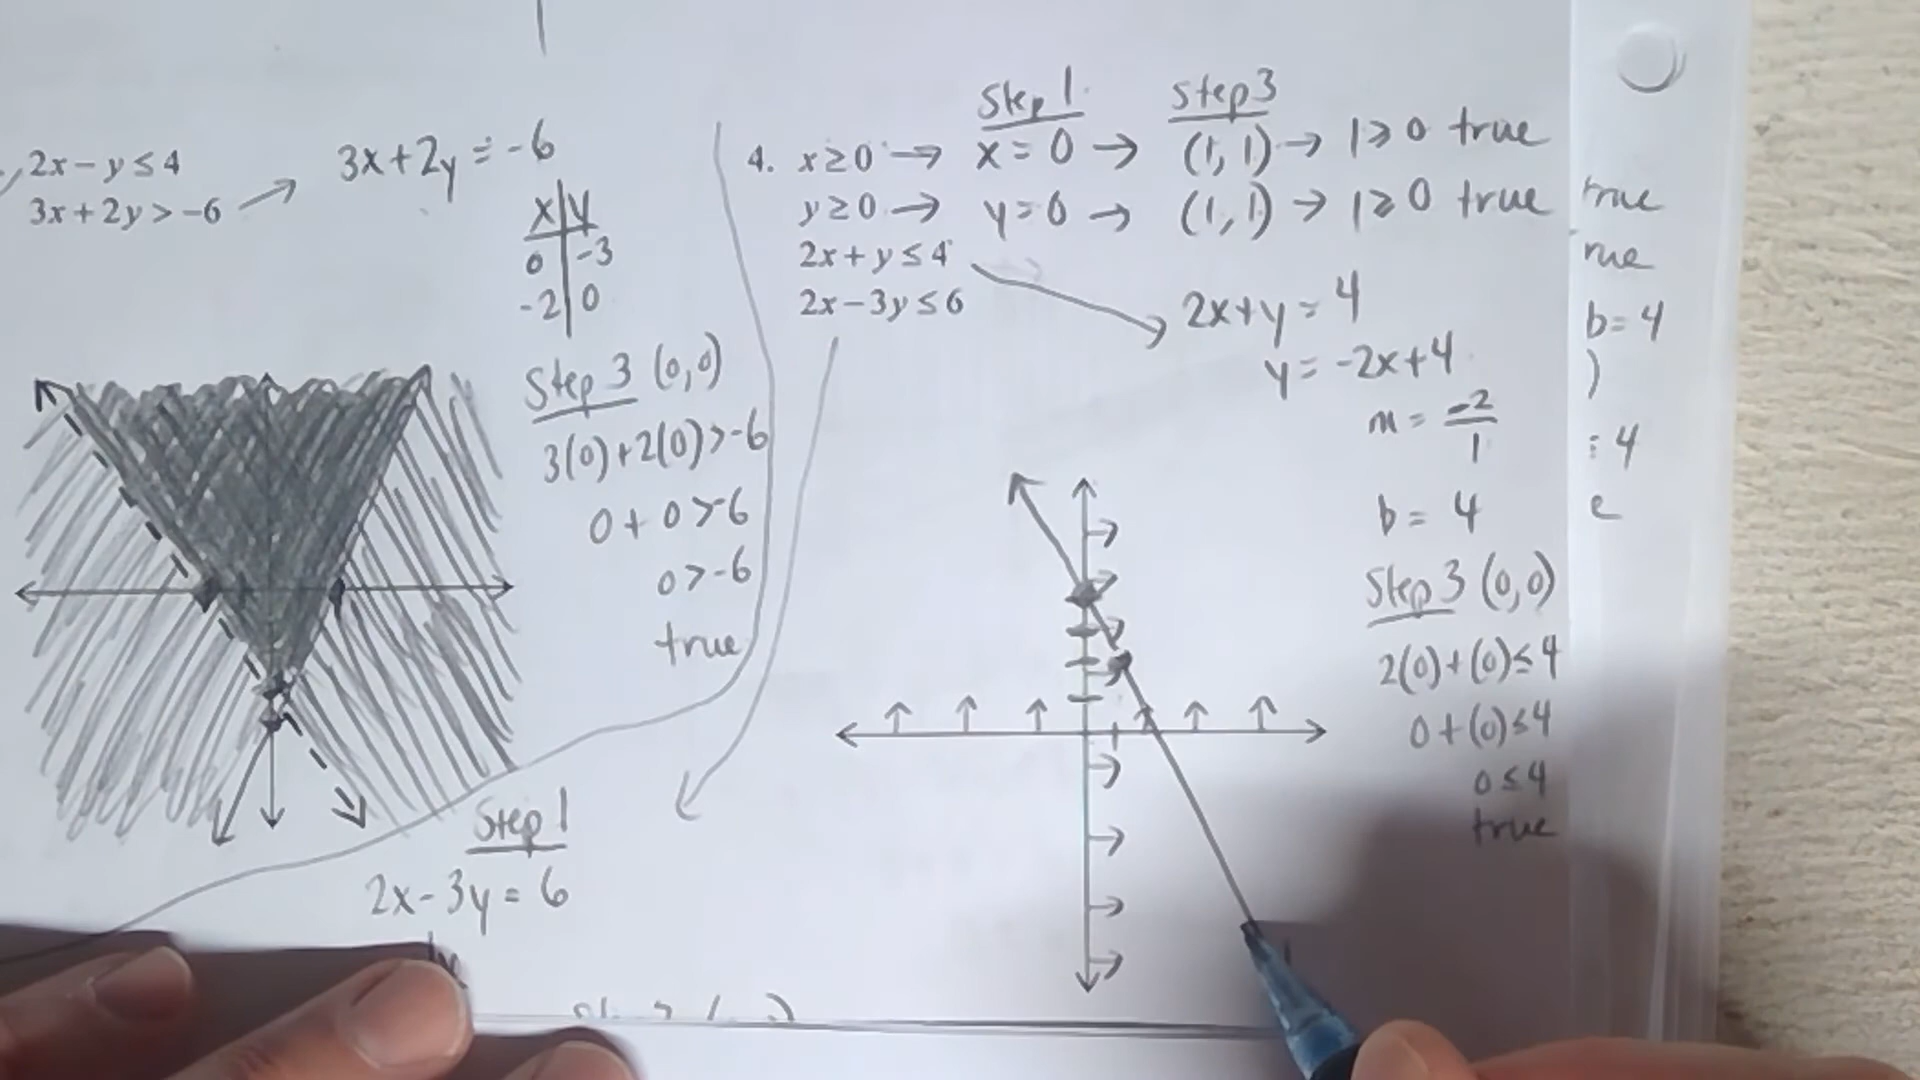 2x – y ≤ 4
3x + 2y > –6
3x+2y = -6
x y
0 -3
-2 0
Step 3 (0,0)
3(0)+2(0)>-6
0 + 0 >-6
0 >-6
true
4. x ≥ 0 → x = 0 → (1, 1) → 1≥0 true
Step 1
Step 3
y ≥ 0 → y = 0 → (1, 1) → 1≥0 true
2x + y ≤ 4
2x – 3y ≤ 6
2x+y = 4
y = -2x+4
m = -2/1
b = 4
Step 3 (0,0)
2(0)+(0)≤4
0+(0)≤4
0≤4
true
Step 1
2x-3y = 6
true
rue
b= 4
)
= 4
e